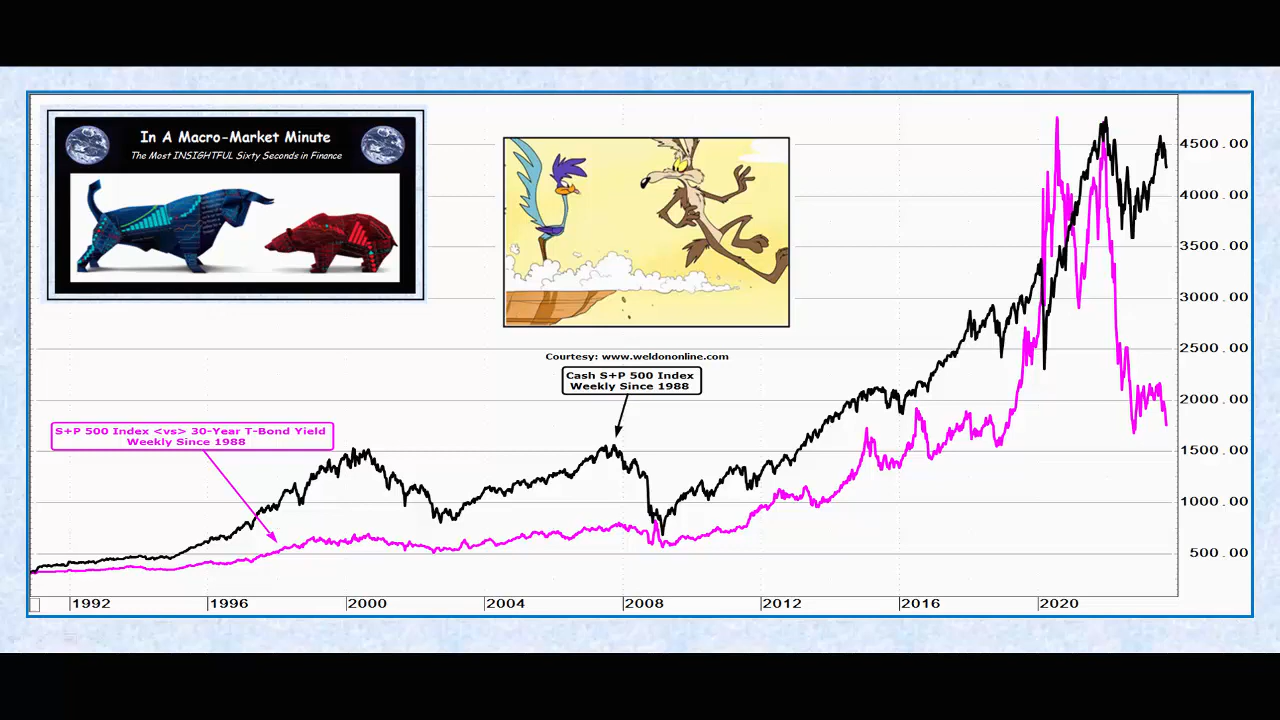 In A Macro-Market Minute
The Most INSIGHTFUL Sixty Seconds in Finance
Courtesy: www.weldononline.com
Cash S+P 500 Index
Weekly Since 1988
S+P 500 Index <vs> 30-Year T-Bond Yield
Weekly Since 1988
4500.00
4000.00
3500.00
3000.00
2500.00
2000.00
1500.00
1000.00
500.00
1992
1996
2000
2004
2008
2012
2016
2020